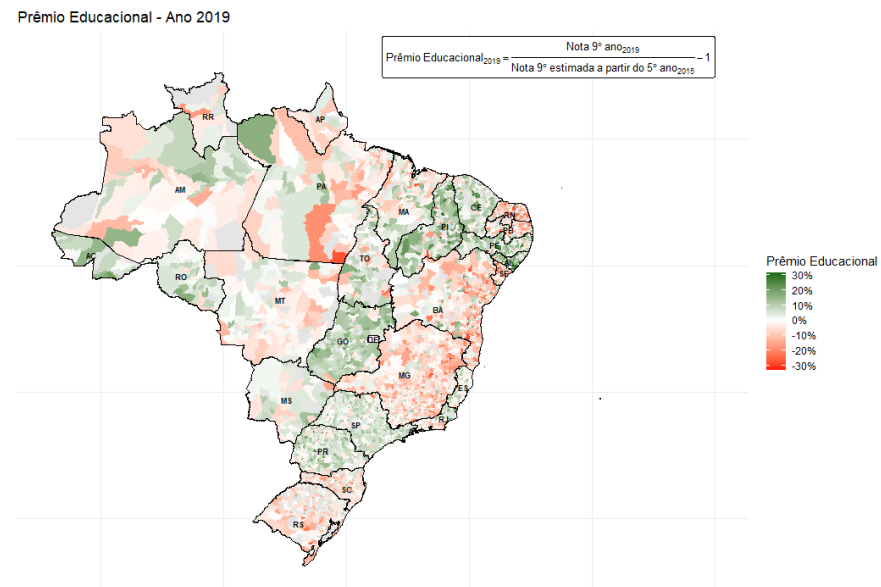 Prêmio Educacional - Ano 2019
Nota 9º ano2019
Prêmio Educacional2019 = ―――― − 1
Nota 9º estimada a partir do 5º ano2015
RR
AP
AM
PA
MA
CE
RN
PB
PI
PE
AC
AL
TO
SE
RO
BA
MT
GO
DF
MG
ES
MS
SP
RJ
PR
SC
RS
Prêmio Educacional
30%
20%
10%
0%
-10%
-20%
-30%